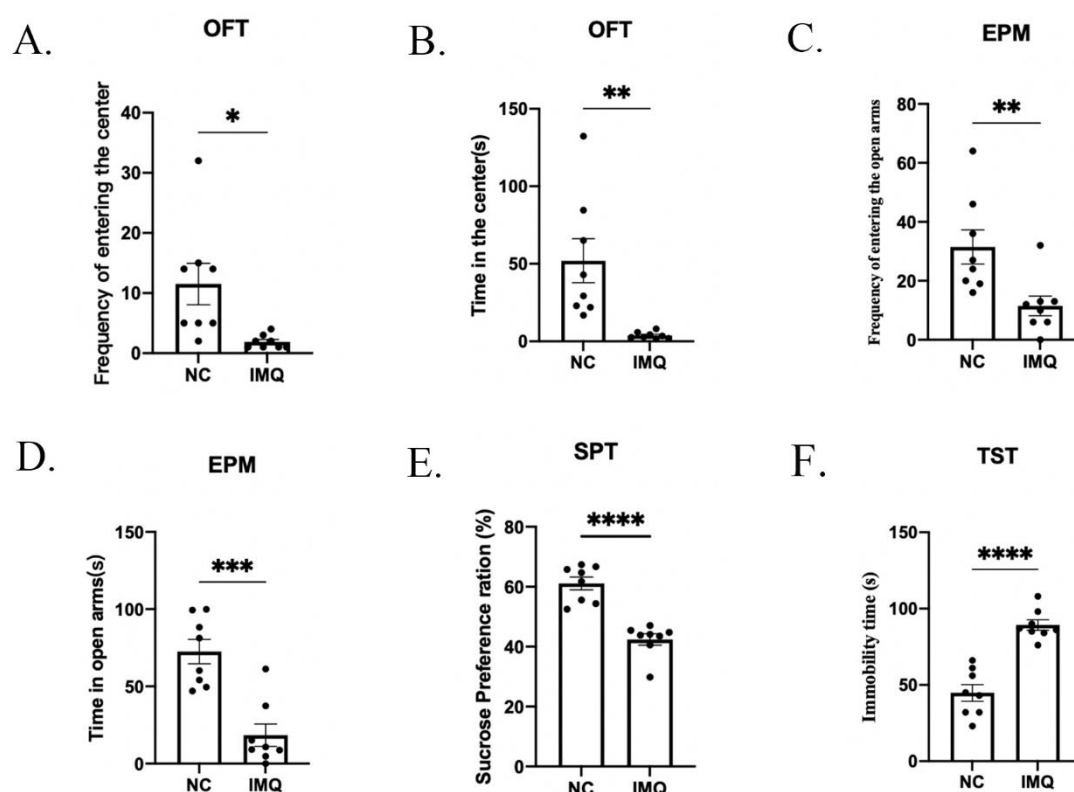 A.
OFT
Frequency of entering the center
40
30
20
10
0
*
NC IMQ
B.
OFT
Time in the center(s)
150
100
50
0
**
NC IMQ
C.
EPM
Frequency of entering the open arms
80
60
40
20
0
**
NC IMQ
D.
EPM
Time in open arms(s)
150
100
50
0
***
NC IMQ
E.
SPT
Sucrose Preference ration (%)
80
60
40
20
0
****
NC IMQ
F.
TST
Immobility time (s)
150
100
50
0
****
NC IMQ